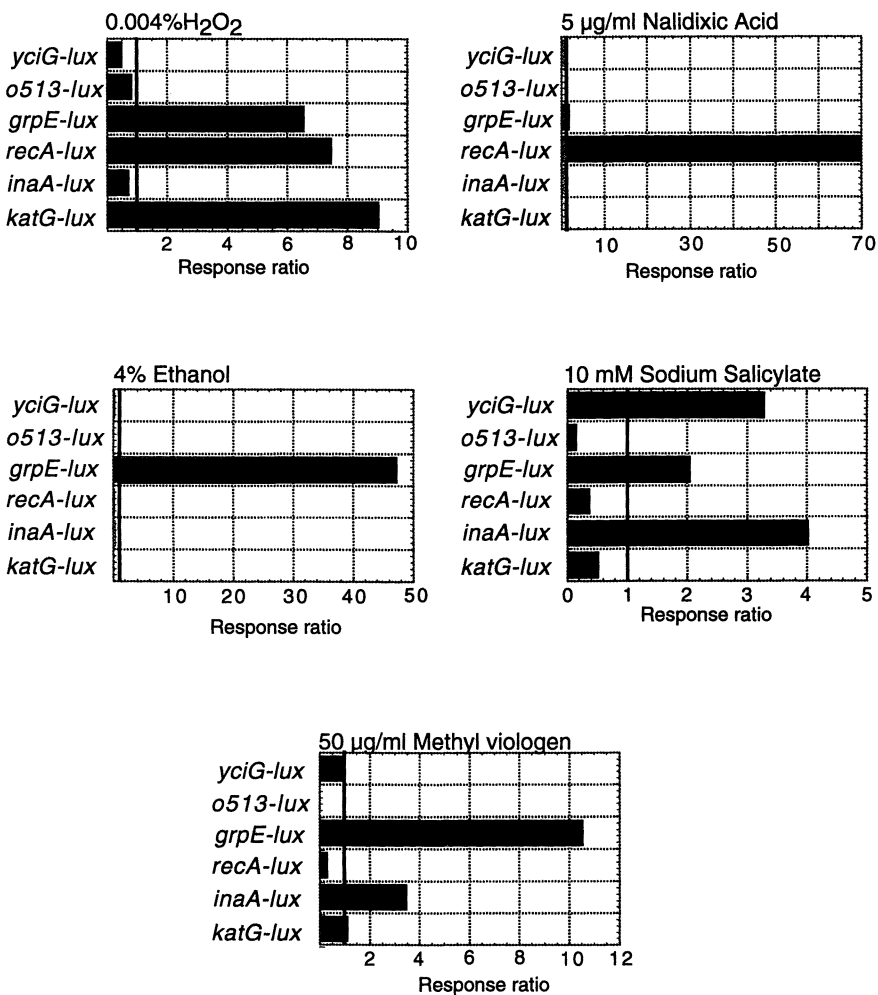 0.004%H2O2
yciG-lux
o513-lux
grpE-lux
recA-lux
inaA-lux
katG-lux
2 4 6 8 10
Response ratio
5 µg/ml Nalidixic Acid
yciG-lux
o513-lux
grpE-lux
recA-lux
inaA-lux
katG-lux
10 30 50 70
Response ratio
4% Ethanol
yciG-lux
o513-lux
grpE-lux
recA-lux
inaA-lux
katG-lux
10 20 30 40 50
Response ratio
10 mM Sodium Salicylate
yciG-lux
o513-lux
grpE-lux
recA-lux
inaA-lux
katG-lux
0 1 2 3 4 5
Response ratio
50 µg/ml Methyl viologen
yciG-lux
o513-lux
grpE-lux
recA-lux
inaA-lux
katG-lux
2 4 6 8 10 12
Response ratio